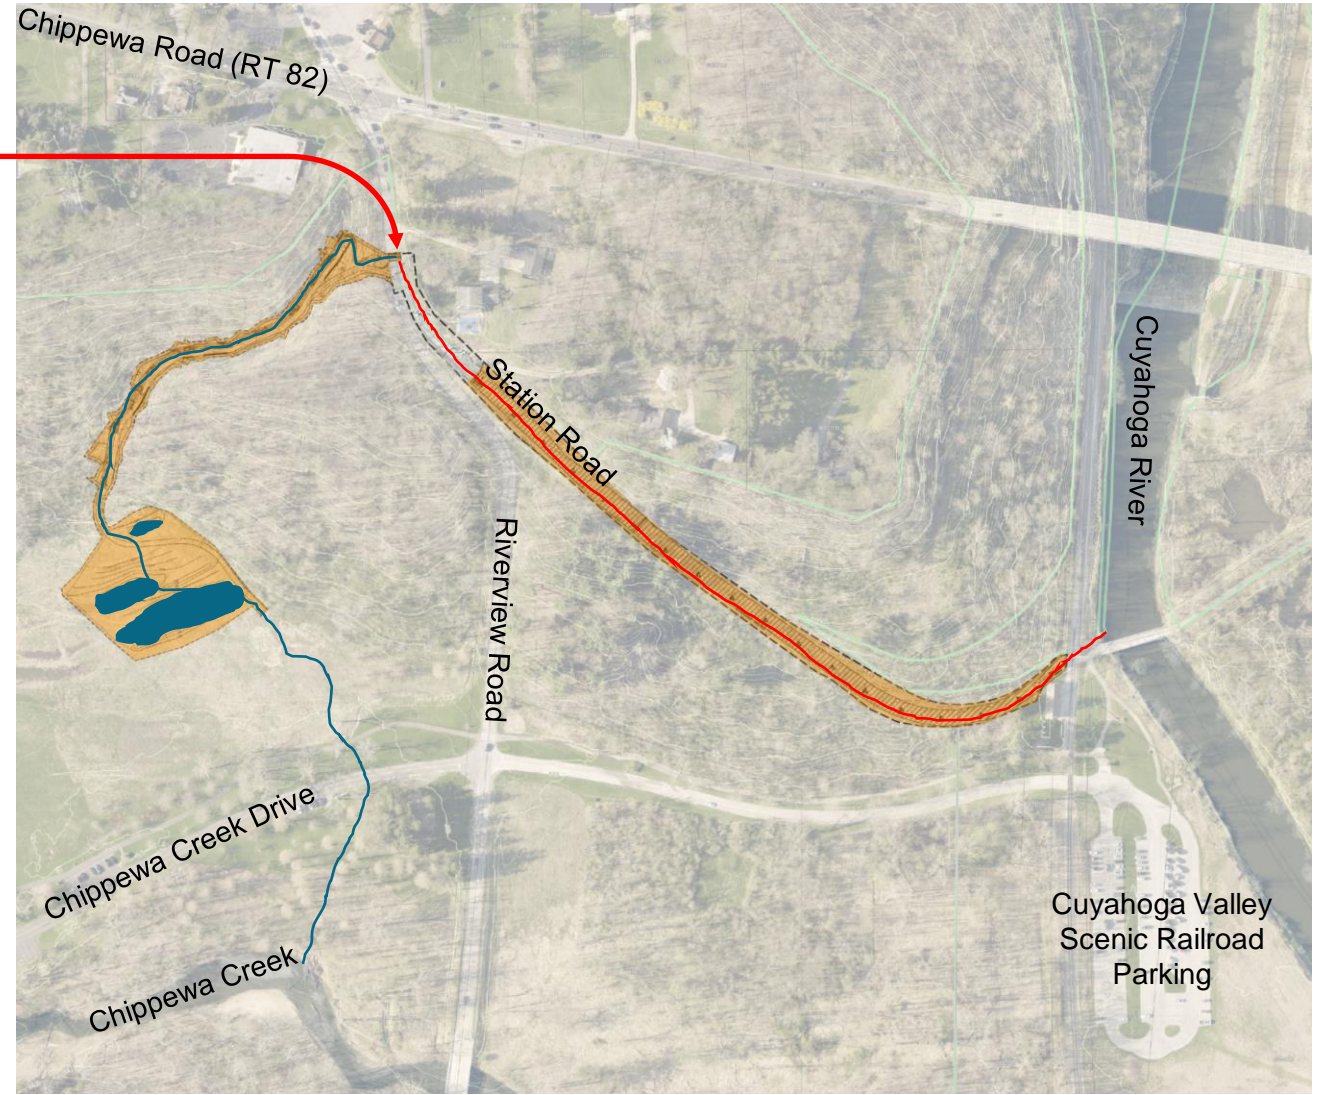 Chippewa Road (RT 82)
Station Road
Cuyahoga River
Riverview Road
Chippewa Creek Drive
Chippewa Creek
Cuyahoga Valley
Scenic Railroad
Parking